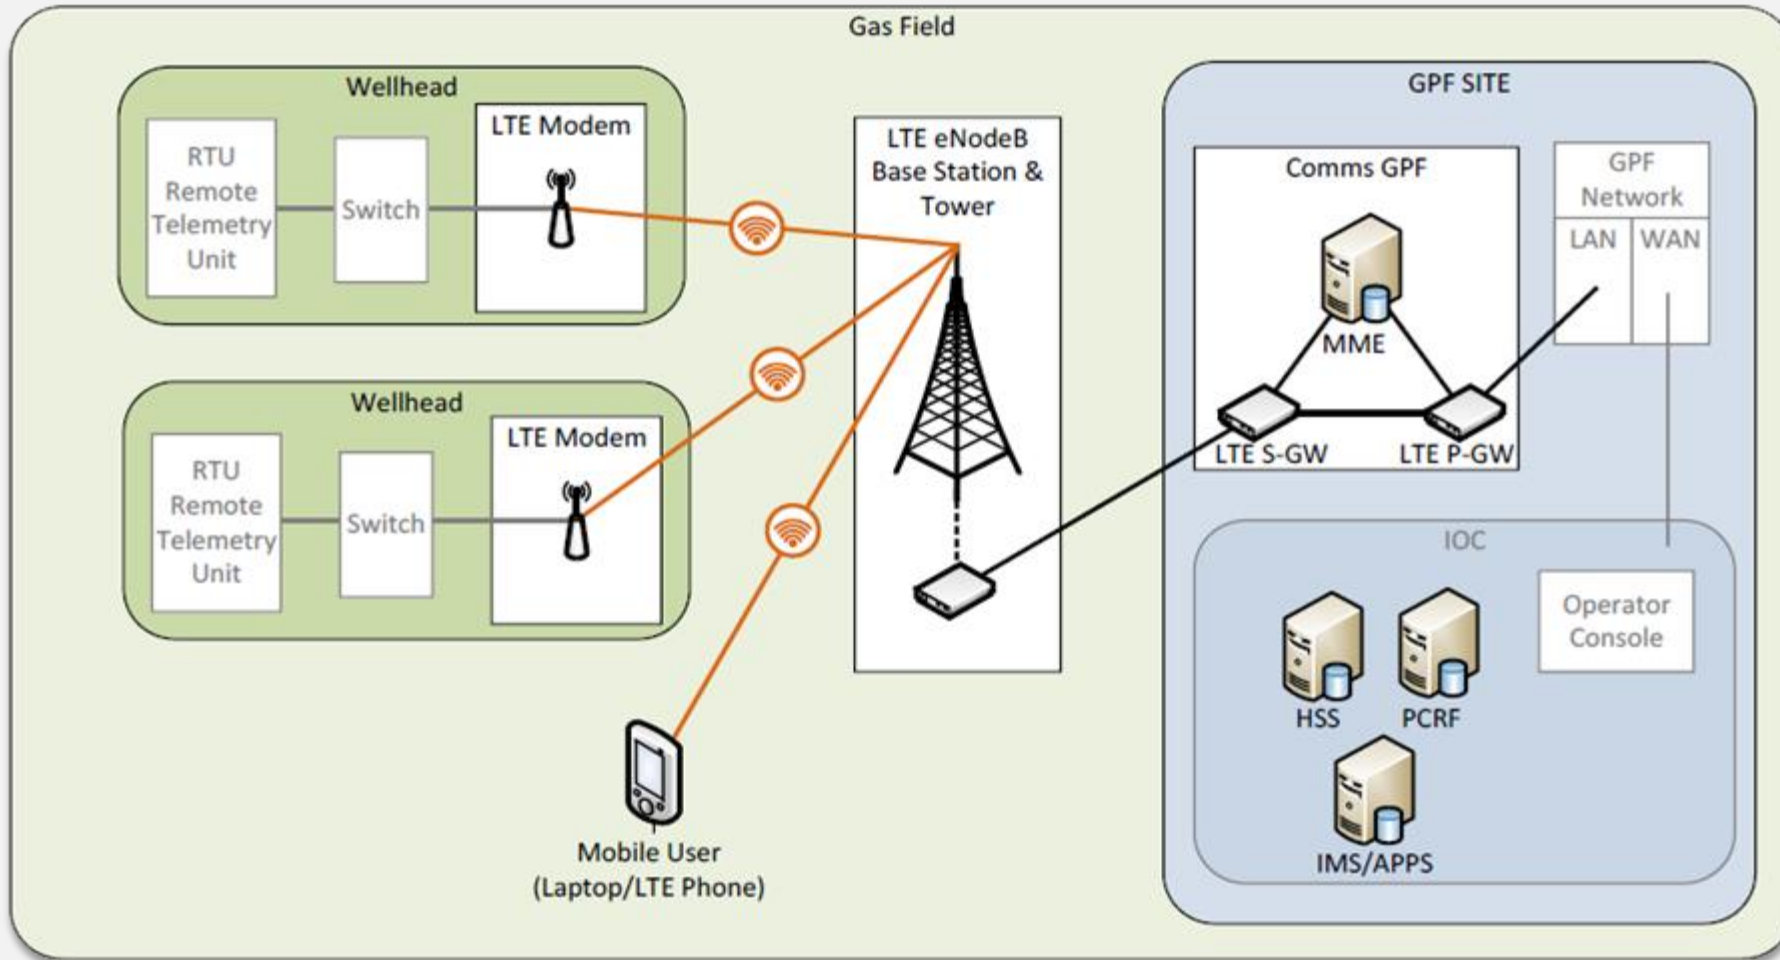 Gas Field
Wellhead
RTU
Remote
Telemetry
Unit
Switch
LTE Modem
Wellhead
RTU
Remote
Telemetry
Unit
Switch
LTE Modem
Mobile User
(Laptop/LTE Phone)
LTE eNodeB
Base Station &
Tower
GPF SITE
Comms GPF
MME
LTE S-GW
LTE P-GW
GPF
Network
LAN
WAN
IOC
Operator
Console
HSS
PCRF
IMS/APPS